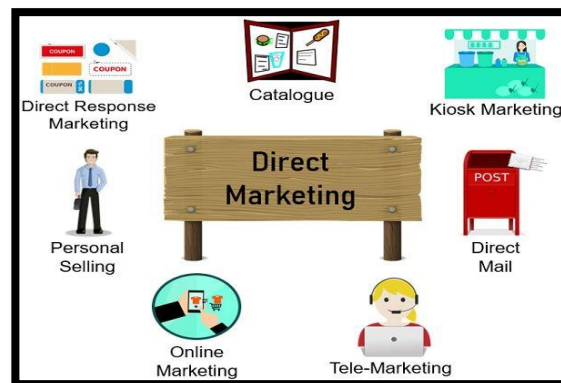 COUPON
COUPON
COUPON
Direct Response
Marketing
Catalogue
Kiosk Marketing
Direct
Marketing
Personal
Selling
POST
Direct
Mail
Online
Marketing
Tele-Marketing